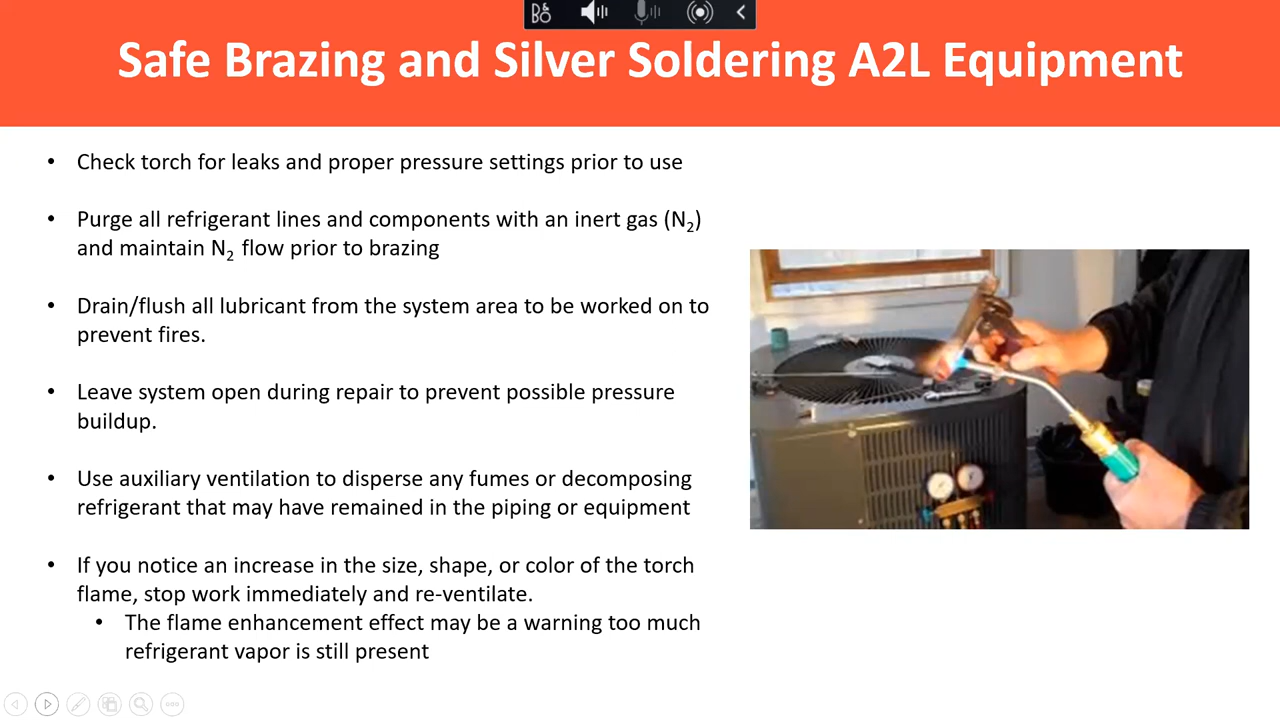 B&O
Safe Brazing and Silver Soldering A2L Equipment
• Check torch for leaks and proper pressure settings prior to use
• Purge all refrigerant lines and components with an inert gas (N₂)
and maintain N₂ flow prior to brazing
• Drain/flush all lubricant from the system area to be worked on to
prevent fires.
• Leave system open during repair to prevent possible pressure
buildup.
• Use auxiliary ventilation to disperse any fumes or decomposing
refrigerant that may have remained in the piping or equipment
• If you notice an increase in the size, shape, or color of the torch
flame, stop work immediately and re-ventilate.
• The flame enhancement effect may be a warning too much
refrigerant vapor is still present